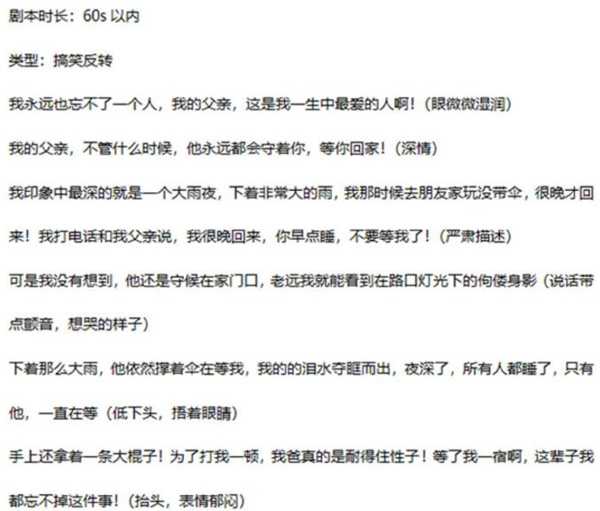 剧本时长：60s 以内
类型：搞笑反转
我永远也忘不了一个人，我的父亲，这是我一生中最爱的人啊！（眼微微湿润）
我的父亲，不管什么时候，他永远都会守着你，等你回家！（深情）
我印象中最深的就是一个大雨夜，下着非常大的雨，我那时候去朋友家玩没带伞，很晚才回
来！我打电话和我父亲说，我很晚回来，你早点睡，不要等我了！（严肃描述）
可是我没有想到，他还是守候在家门口，老远我就能看到在路口灯光下的佝偻身影（说话带
点颤音，想哭的样子）
下着那么大雨，他依然撑着伞在等我，我的的泪水夺眶而出，夜深了，所有人都睡了，只有
他，一直在等（低下头，捂着眼睛）
手上还拿着一条大棍子！为了打我一顿，我爸真的是耐得住性子！等了我一宿啊，这辈子我
都忘不掉这件事！（抬头，表情郁闷）